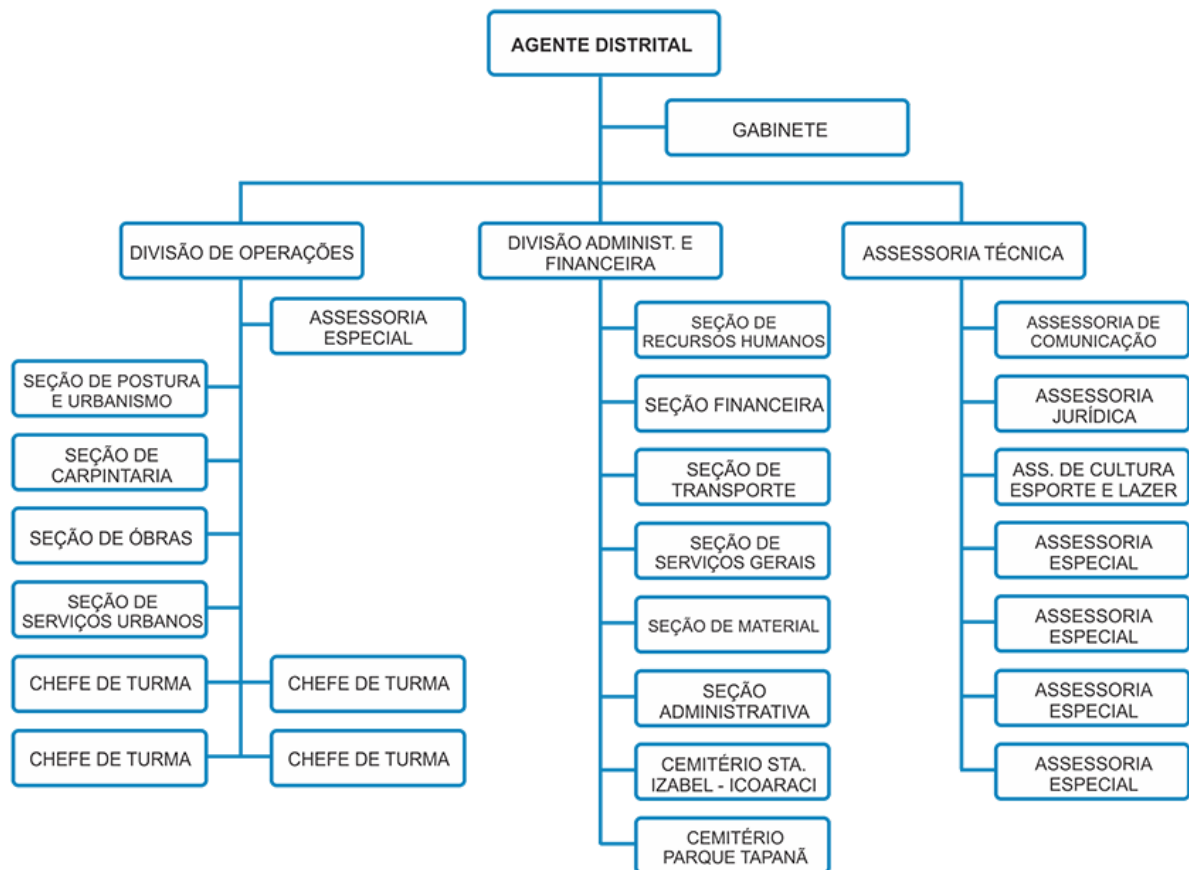 AGENTE DISTRITAL
GABINETE
DIVISÃO DE OPERAÇÕES
DIVISÃO ADMINIST. E
FINANCEIRA
ASSESSORIA TÉCNICA
ASSESSORIA
ESPECIAL
SEÇÃO DE POSTURA
E URBANISMO
SEÇÃO DE
CARPINTARIA
SEÇÃO DE ÓBRAS
SEÇÃO DE
SERVIÇOS URBANOS
CHEFE DE TURMA
CHEFE DE TURMA
CHEFE DE TURMA
CHEFE DE TURMA
SEÇÃO DE
RECURSOS HUMANOS
SEÇÃO FINANCEIRA
SEÇÃO DE
TRANSPORTE
SEÇÃO DE
SERVIÇOS GERAIS
SEÇÃO DE MATERIAL
SEÇÃO
ADMINISTRATIVA
CEMITÉRIO STA.
IZABEL - ICOARACI
CEMITÉRIO
PARQUE TAPANÃ
ASSESSORIA DE
COMUNICAÇÃO
ASSESSORIA
JURÍDICA
ASS. DE CULTURA
ESPORTE E LAZER
ASSESSORIA
ESPECIAL
ASSESSORIA
ESPECIAL
ASSESSORIA
ESPECIAL
ASSESSORIA
ESPECIAL